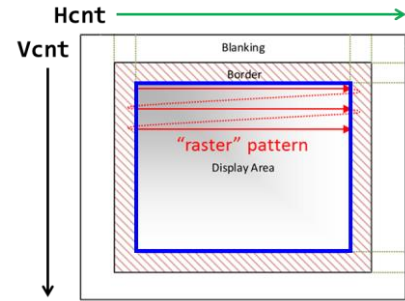 Hcnt
Vcnt
Blanking
Border
“raster” pattern
Display Area